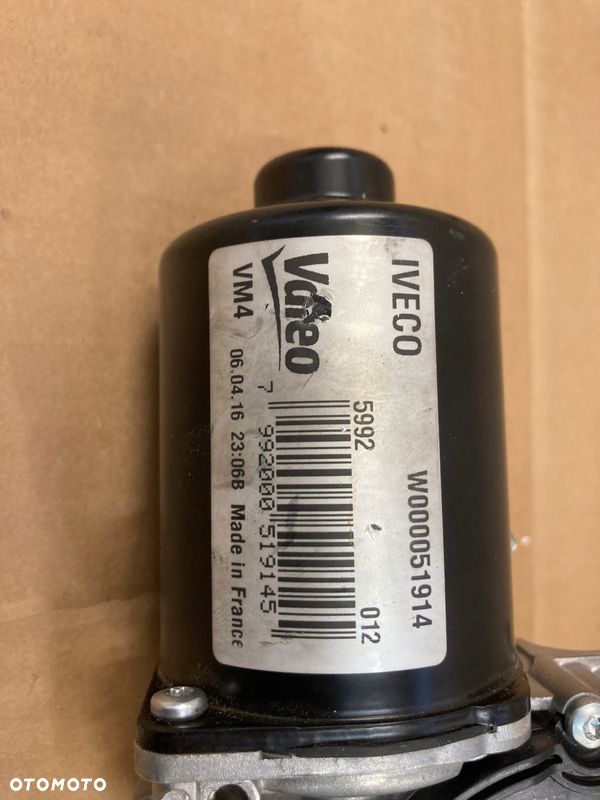 IVECO W000051914
5992 012
Valeo
7 992000 519145
VM4 06.04.16 23:06B Made in France
OTOMOTO